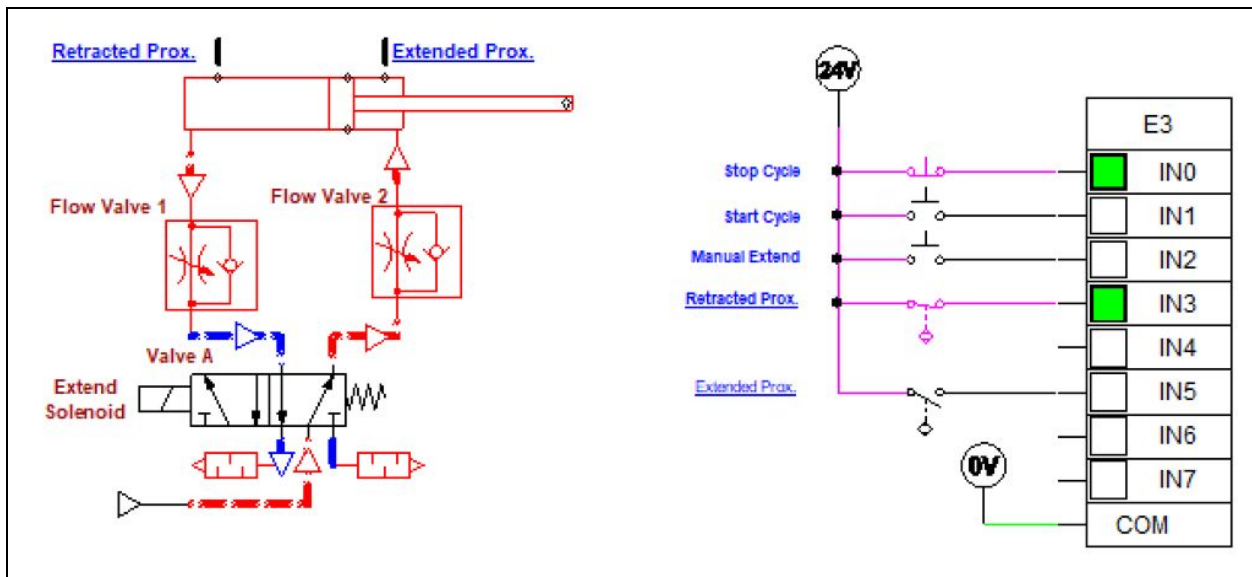 Retracted Prox.
Extended Prox.
Flow Valve 1
Flow Valve 2
Valve A
Extend
Solenoid
24V
Stop Cycle
Start Cycle
Manual Extend
Retracted Prox.
Extended Prox.
0V
E3
IN0
IN1
IN2
IN3
IN4
IN5
IN6
IN7
COM